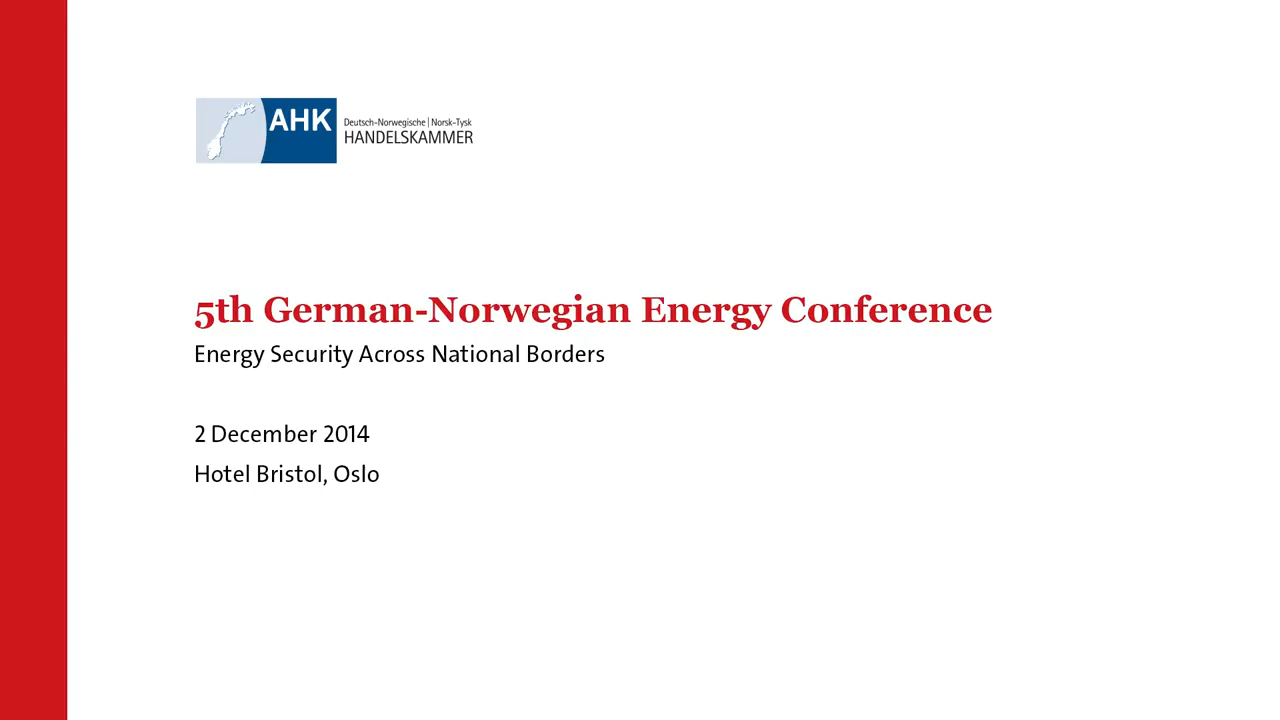 AHK
Deutsch-Norwegische | Norsk-Tysk
HANDELSKAMMER
5th German-Norwegian Energy Conference
Energy Security Across National Borders
2 December 2014
Hotel Bristol, Oslo